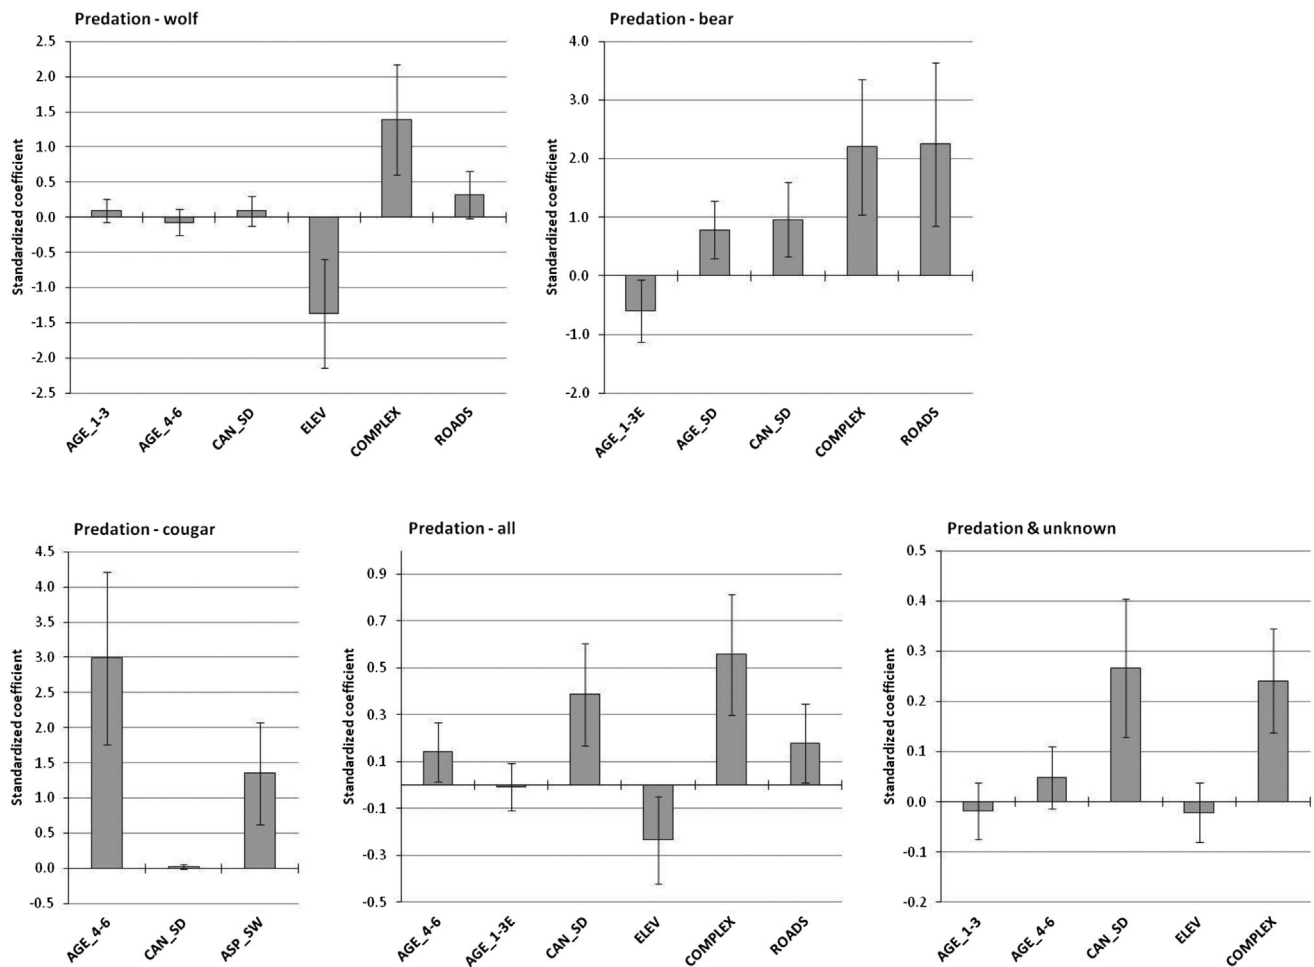 Predation - wolf
Standardized coefficient
2.5
2.0
1.5
1.0
0.5
0.0
-0.5
-1.0
-1.5
-2.0
-2.5
AGE_1-3
AGE_4-6
CAN_SD
ELEV
COMPLEX
ROADS
Predation - bear
Standardized coefficient
4.0
3.0
2.0
1.0
0.0
-1.0
-2.0
AGE_1-3E
AGE_SD
CAN_SD
COMPLEX
ROADS
Predation - cougar
Standardized coefficient
4.5
4.0
3.5
3.0
2.5
2.0
1.5
1.0
0.5
0.0
-0.5
AGE_4-6
CAN_SD
ASP_SW
Predation - all
Standardized coefficient
0.9
0.7
0.5
0.3
0.1
-0.1
-0.3
-0.5
AGE_4-6
AGE_1-3E
CAN_SD
ELEV
COMPLEX
ROADS
Predation & unknown
Standardized coefficient
0.5
0.4
0.3
0.2
0.1
0.0
-0.1
-0.2
AGE_1-3
AGE_4-6
CAN_SD
ELEV
COMPLEX